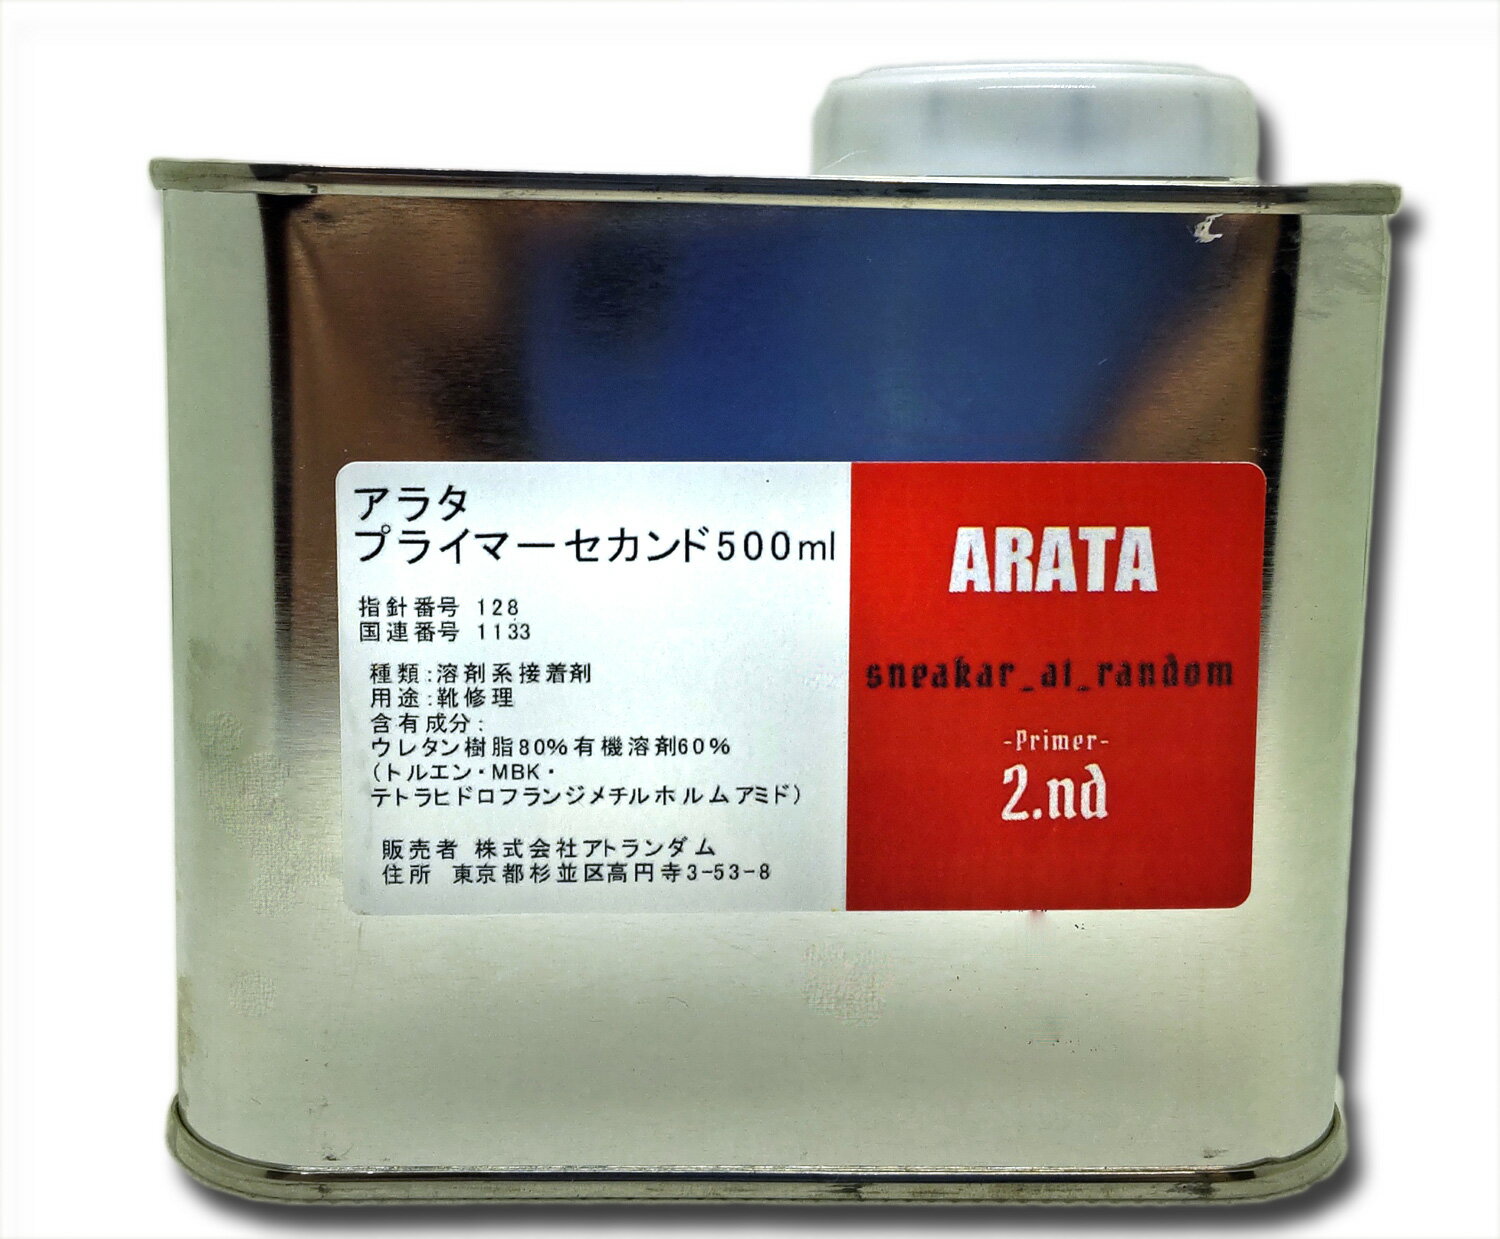 アラタ
プライマーセカンド500ml
指針番号 128
国連番号 1133
種類:溶剤系接着剤
用途:靴修理
含有成分:
ウレタン樹脂80%有機溶剤60%
(トルエン・MBK・
テトラヒドロフランジメチルホルムアミド)
販売者 株式会社アトランダム
住所 東京都杉並区高円寺3-53-8
ARATA
sneakar_at_random
-Primer-
2.nd